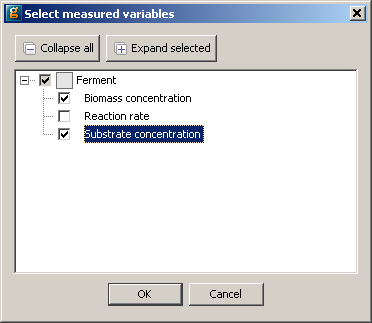 Select measured variables
Collapse all Expand selected
Ferment
Biomass concentration
Reaction rate
Substrate concentration
OK Cancel